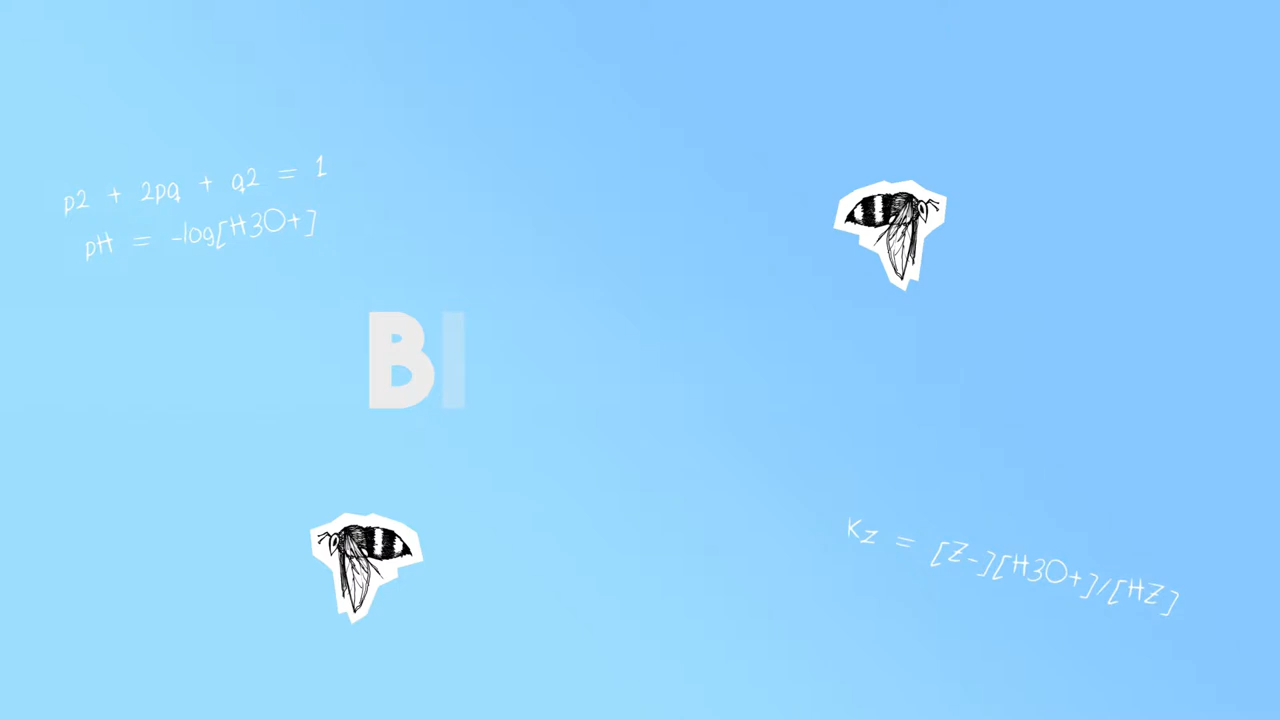 p2 + 2pq + q2 = 1
pH = -log[H3O+]
BI
Kz = [Z-][H3O+]/[HZ]